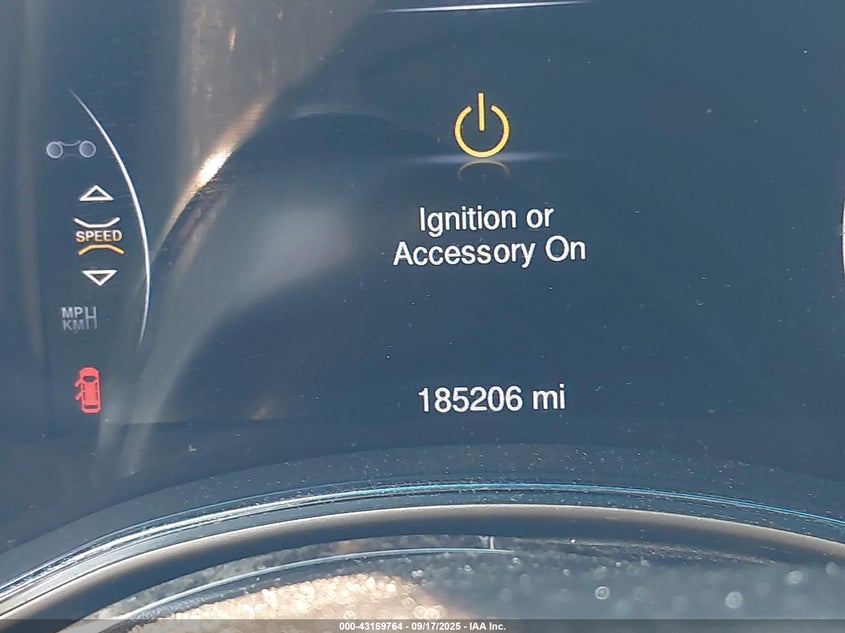 Ignition or
Accessory On
SPEED
MPH
KMH
185206 mi
000-43169764 - 09/17/2025 - IAA Inc.